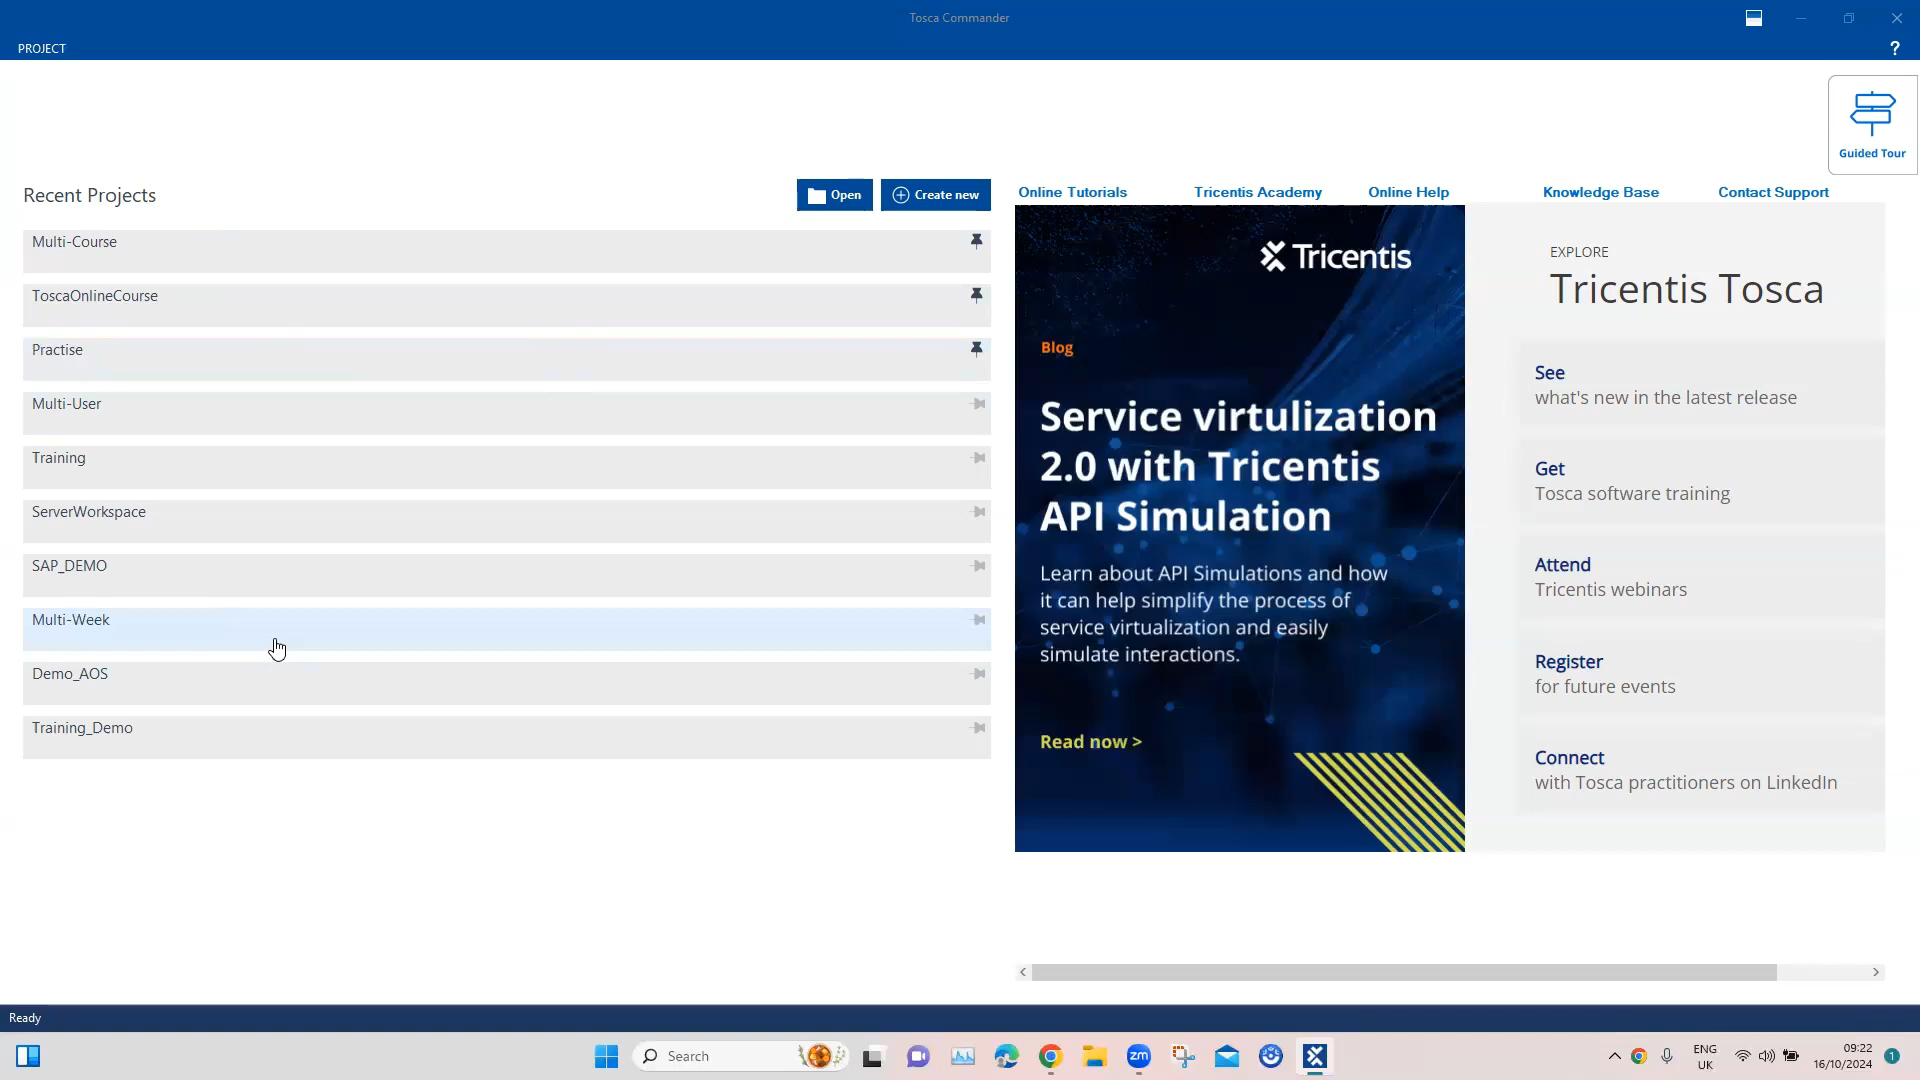 Tosca Commander
PROJECT
?
Guided Tour
Recent Projects
Open
Create new
Online Tutorials
Tricentis Academy
Online Help
Knowledge Base
Contact Support
Multi-Course
ToscaOnlineCourse
Practise
Multi-User
Training
ServerWorkspace
SAP_DEMO
Multi-Week
Demo_AOS
Training_Demo
Tricentis
Blog
Service virtulization
2.0 with Tricentis
API Simulation
Learn about API Simulations and how
it can help simplify the process of
service virtualization and easily
simulate interactions.
Read now >
EXPLORE
Tricentis Tosca
See
what's new in the latest release
Get
Tosca software training
Attend
Tricentis webinars
Register
for future events
Connect
with Tosca practitioners on LinkedIn
Ready
Search
zm
ENG
UK
09:22
16/10/2024
1